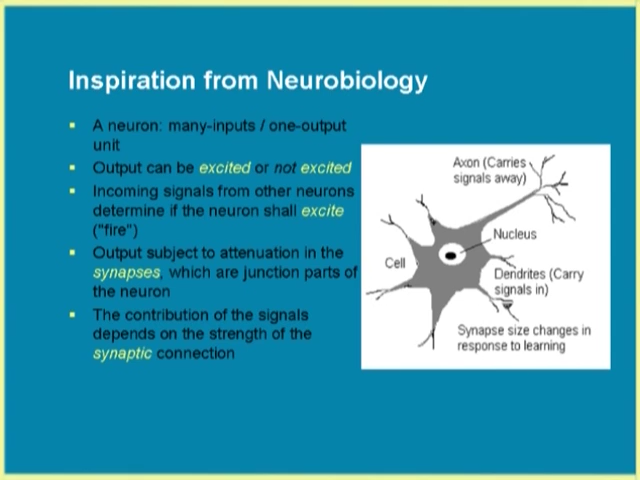 Inspiration from Neurobiology
▪ A neuron: many-inputs / one-output
unit
▪ Output can be excited or not excited
▪ Incoming signals from other neurons
determine if the neuron shall excite
("fire")
▪ Output subject to attenuation in the
synapses, which are junction parts of
the neuron
▪ The contribution of the signals
depends on the strength of the
synaptic connection
Axon (Carries
signals away)
Nucleus
Cell
Dendrites (Carry
signals in)
Synapse size changes in
response to learning